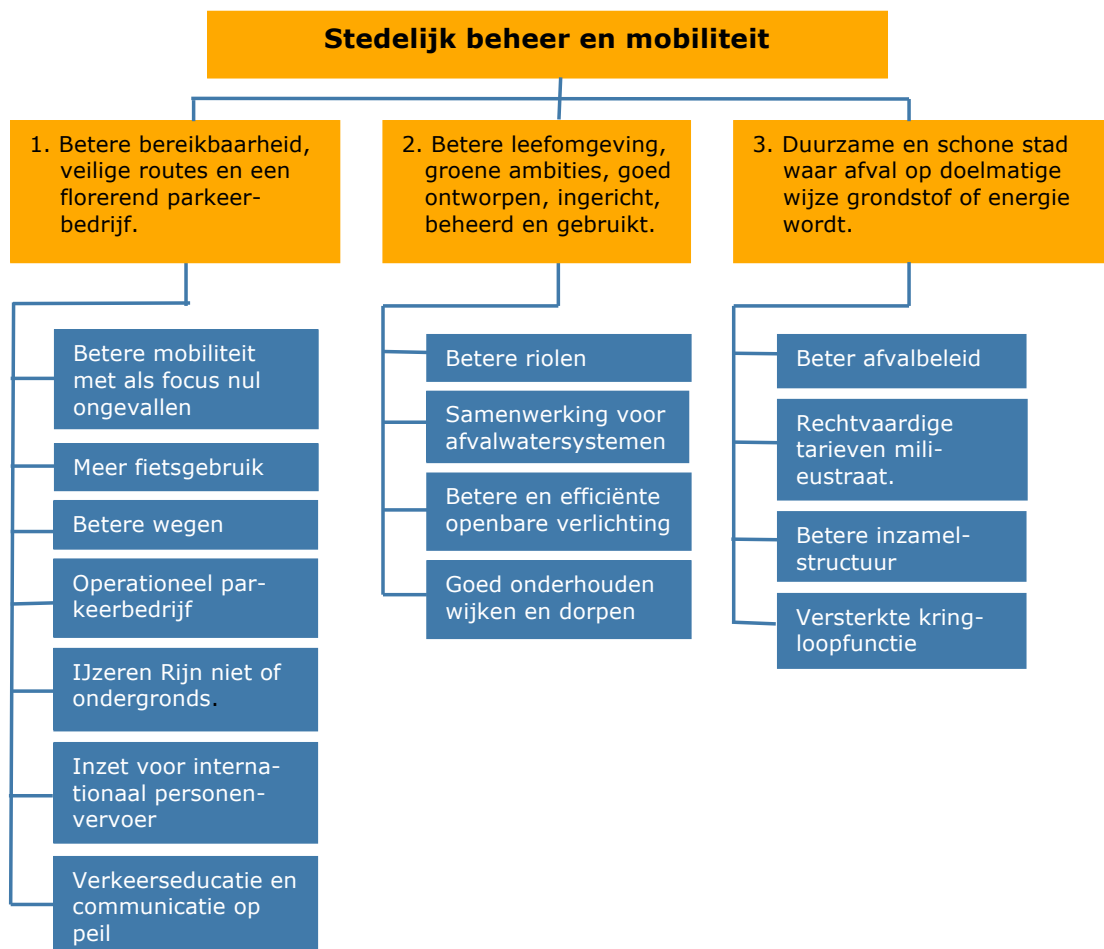 Stedelijk beheer en mobiliteit
1. Betere bereikbaarheid,
veilige routes en een
florerend parkeer-
bedrijf.
Betere mobiliteit
met als focus nul
ongevallen
Meer fietsgebruik
Betere wegen
Operationeel par-
keerbedrijf
IJzeren Rijn niet of
ondergronds.
Inzet voor interna-
tionaal personen-
vervoer
Verkeerseducatie en
communicatie op
peil
2. Betere leefomgeving,
groene ambities, goed
ontworpen, ingericht,
beheerd en gebruikt.
Betere riolen
Samenwerking voor
afvalwatersystemen
Betere en efficiënte
openbare verlichting
Goed onderhouden
wijken en dorpen
3. Duurzame en schone stad
waar afval op doelmatige
wijze grondstof of energie
wordt.
Beter afvalbeleid
Rechtvaardige
tarieven mili-
eustraat.
Betere inzamel-
structuur
Versterkte kring-
loopfunctie